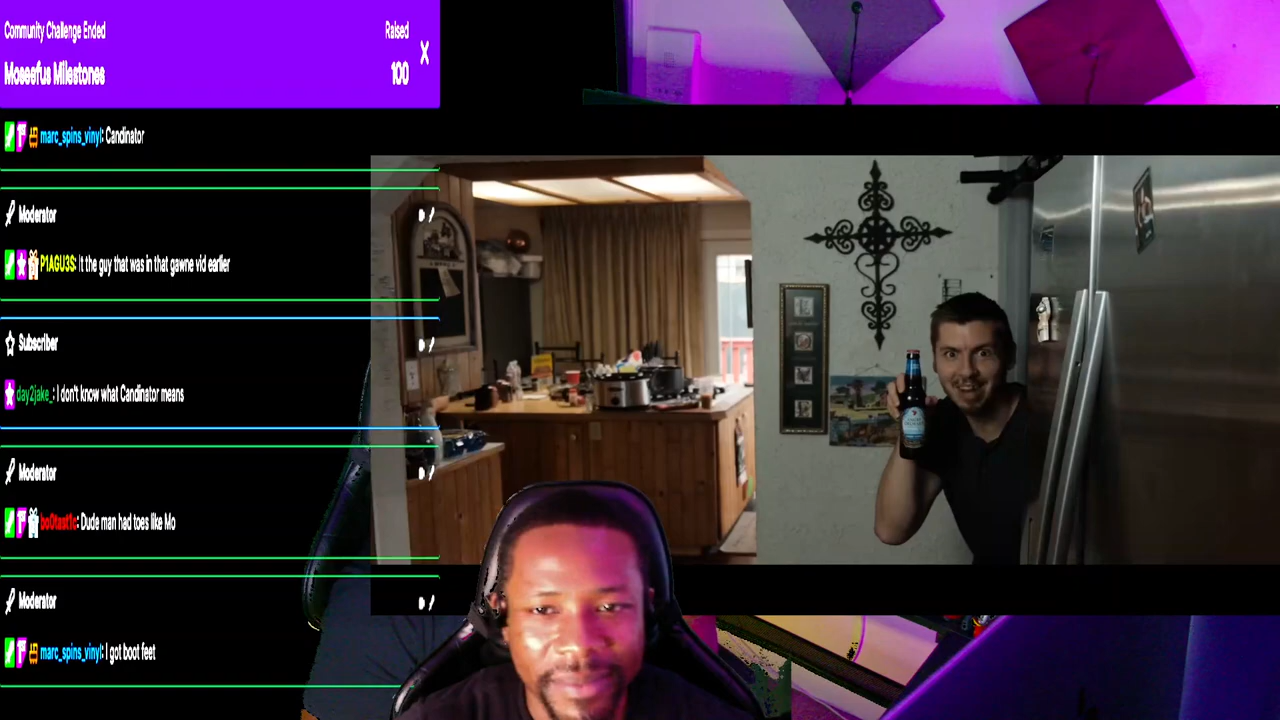 Community Challenge Ended
Raised
Moseefus Milestones
100
X
marc_spins_vinyl: Candinator
Moderator
P1AGU3S: It the guy that was in that gawne vid earlier
Subscriber
day2jake_: I don't know what Candinator means
Moderator
bo0tast1c: Dude man had toes like Mo
Moderator
marc_spins_vinyl: I got boot feet